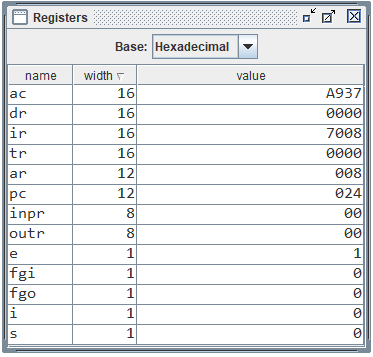 Registers
Base: Hexadecimal
name width value
ac 16 A937
dr 16 0000
ir 16 7008
tr 16 0000
ar 12 008
pc 12 024
inpr 8 00
outr 8 00
e 1 1
fgi 1 0
fgo 1 0
i 1 0
s 1 0